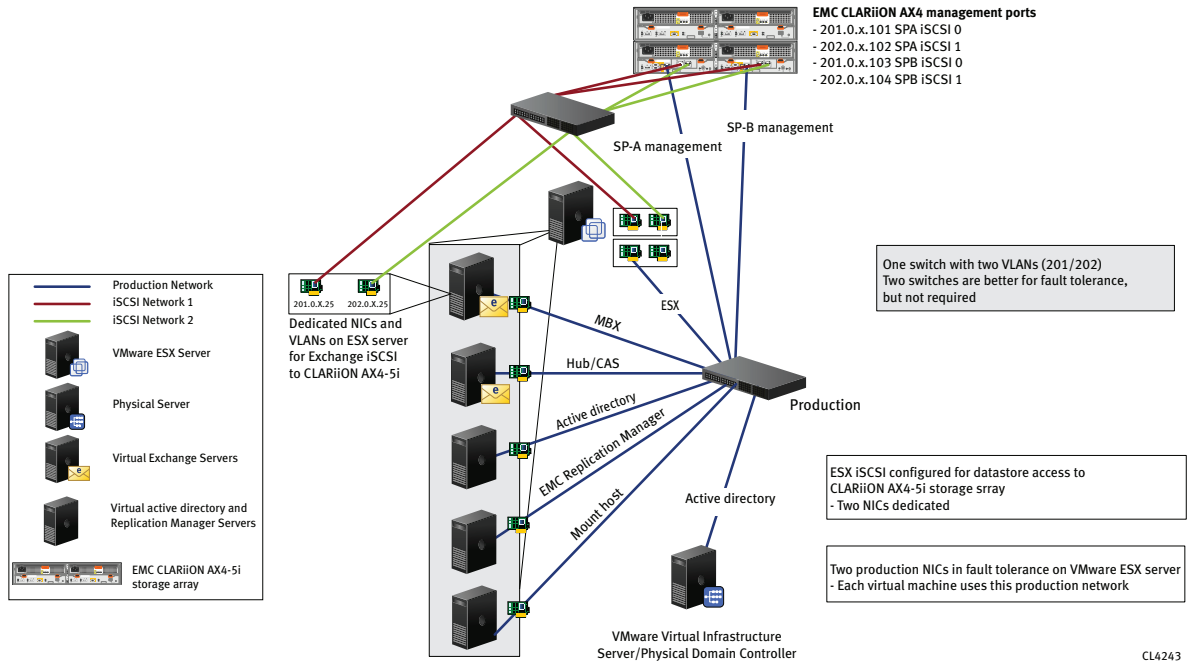 EMC CLARiiON AX4 management ports
- 201.0.x.101 SPA iSCSI 0
- 202.0.x.102 SPA iSCSI 1
- 201.0.x.103 SPB iSCSI 0
- 202.0.x.104 SPB iSCSI 1
SP-B management
SP-A management
One switch with two VLANs (201/202)
Two switches are better for fault tolerance,
but not required
Production Network
iSCSI Network 1
iSCSI Network 2
VMware ESX Server
Physical Server
e
Virtual Exchange Servers
Virtual active directory and
Replication Manager Servers
EMC CLARiiON AX4-5i
storage array
201.0.X.25
202.0.X.25
Dedicated NICs and
VLANs on ESX server
for Exchange iSCSI
to CLARiiON AX4-5i
e
e
ESX
MBX
Hub/CAS
Active directory
EMC Replication Manager
Mount host
Production
Active directory
ESX iSCSI configured for datastore access to
CLARiiON AX4-5i storage srray
- Two NICs dedicated
Two production NICs in fault tolerance on VMware ESX server
- Each virtual machine uses this production network
VMware Virtual Infrastructure
Server/Physical Domain Controller
CL4243